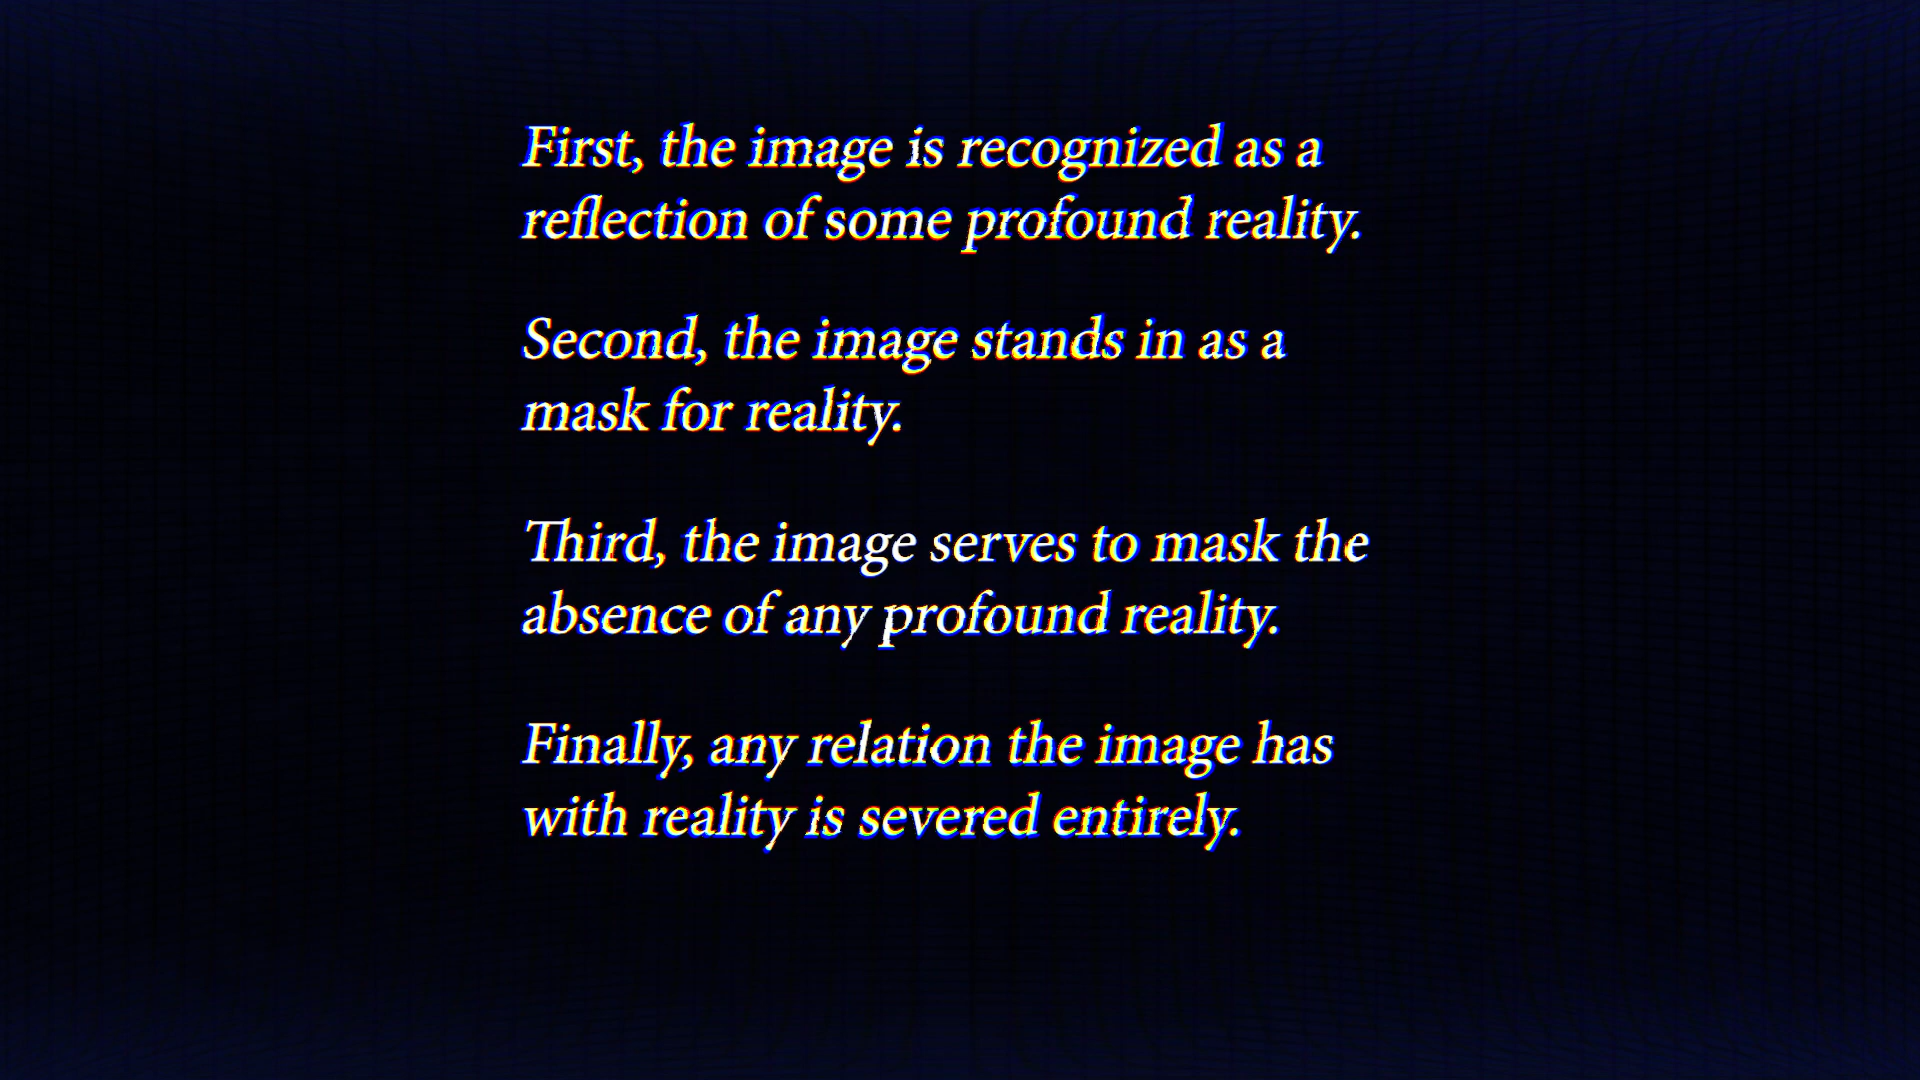 First, the image is recognized as a
reflection of some profound reality.
Second, the image stands in as a
mask for reality.
Third, the image serves to mask the
absence of any profound reality.
Finally, any relation the image has
with reality is severed entirely.